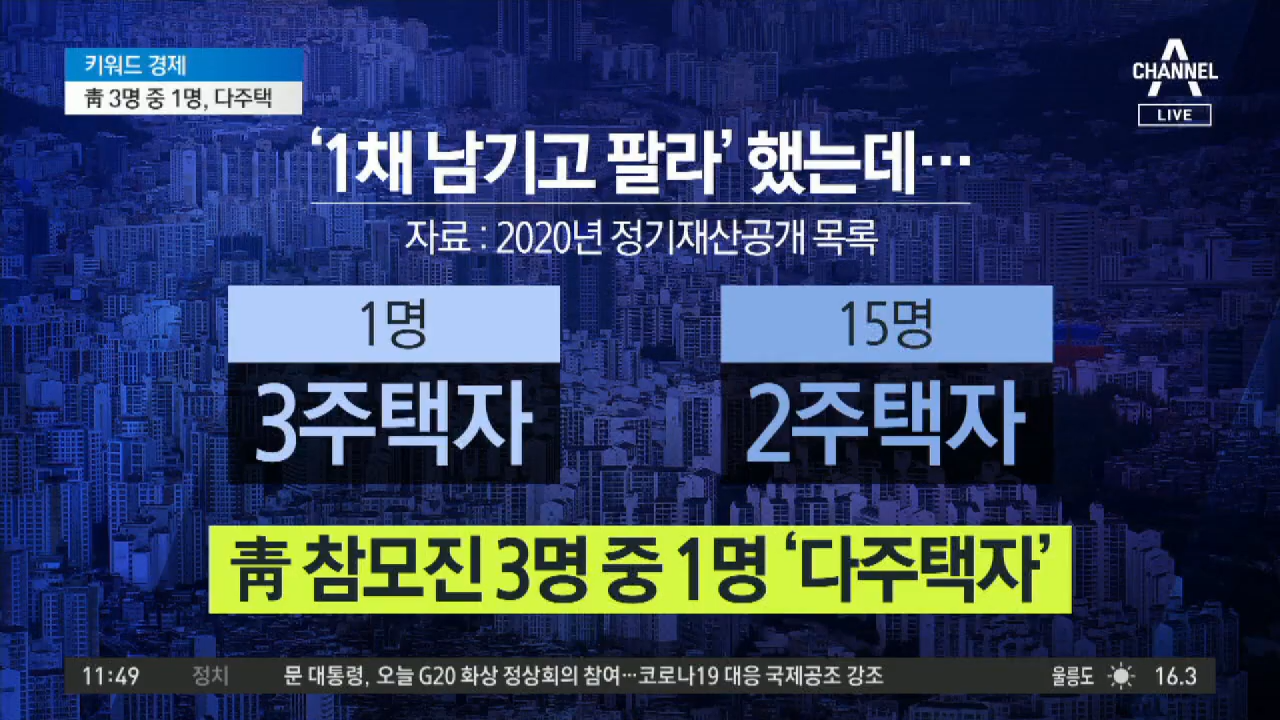 키워드 경제
靑 3명 중 1명, 다주택
CHANNEL
LIVE
‘1채 남기고 팔라’ 했는데…
자료 : 2020년 정기재산공개 목록
1명
3주택자
15명
2주택자
靑 참모진 3명 중 1명 ‘다주택자’
11:49 정치 문 대통령, 오늘 G20 화상 정상회의 참여…코로나19 대응 국제공조 강조 울릉도 16.3